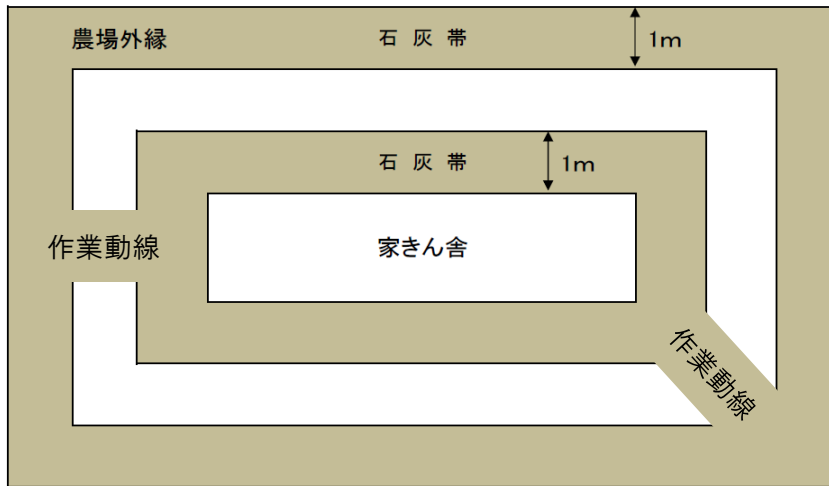 農場外縁
石 灰 帯
1m
石 灰 帯
1m
作業動線
家きん舎
作業動線